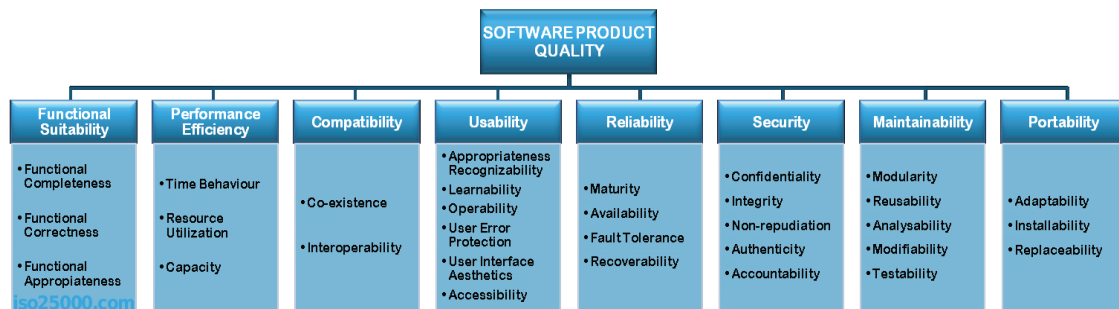 SOFTWARE PRODUCT
QUALITY
Functional
Suitability
• Functional
Completeness
• Functional
Correctness
• Functional
Appropiateness
Performance
Efficiency
• Time Behaviour
• Resource
Utilization
• Capacity
Compatibility
• Co-existence
• Interoperability
Usability
• Appropriateness
Recognizability
• Learnability
• Operability
• User Error
Protection
• User Interface
Aesthetics
• Accessibility
Reliability
• Maturity
• Availability
• Fault Tolerance
• Recoverability
Security
• Confidentiality
• Integrity
• Non-repudiation
• Authenticity
• Accountability
Maintainability
• Modularity
• Reusability
• Analysability
• Modifiability
• Testability
Portability
• Adaptability
• Installability
• Replaceability
iso25000.com